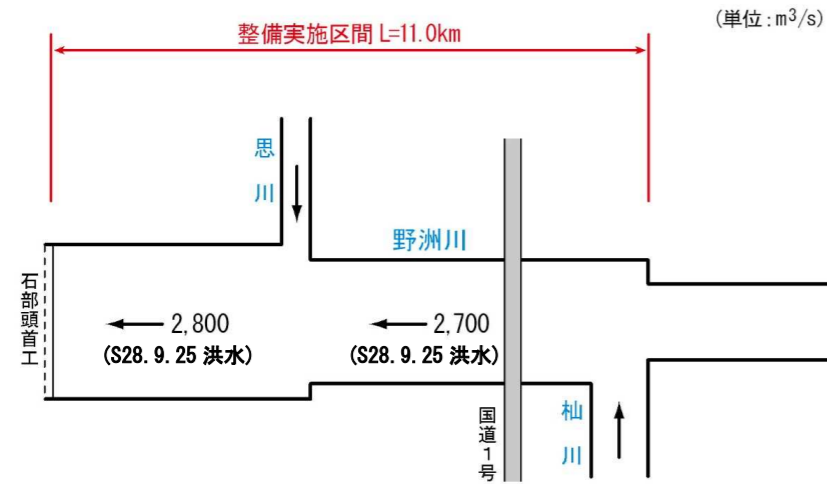 (単位:m3/s)
整備実施区間 L=11.0km
思川
野洲川
石部頭首工
2,800
(S28.9.25 洪水)
2,700
(S28.9.25 洪水)
国道1号
杣川